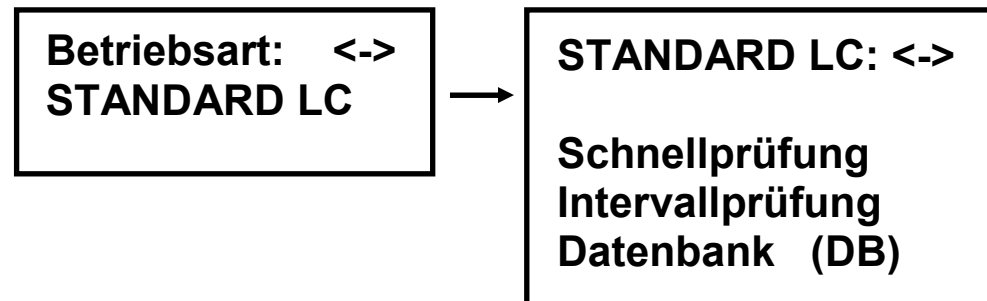 Betriebsart: <->
STANDARD LC
STANDARD LC: <->
Schnellprüfung
Intervallprüfung
Datenbank (DB)